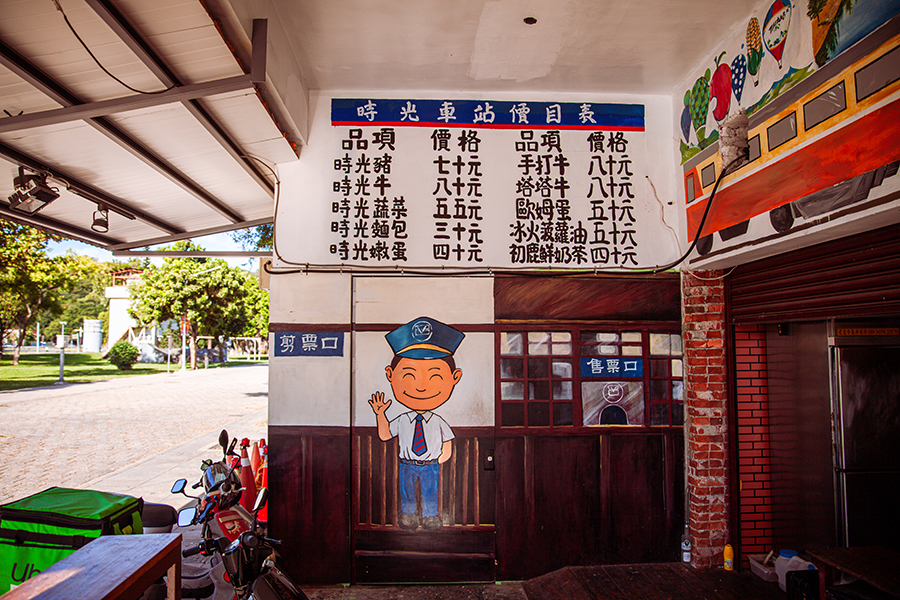 時光車站價目表
品項 價格 品項 價格
時光豬 七十元 手打牛 八十元
時光牛 八十元 塔塔牛 八十元
時光蔬菜 五五元 歐姆蛋 五十元
時光麵包 三十元 冰火菠蘿油 五十元
時光嫩蛋 四十元 初鹿鮮奶茶 四十元
剪票口
售票口
Ub